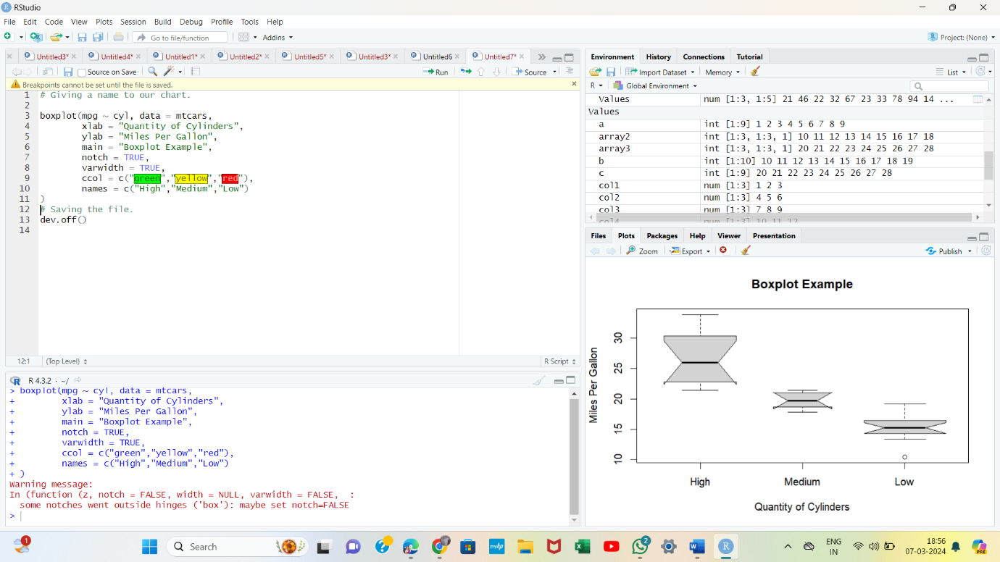 RStudio
File Edit Code View Plots Session Build Debug Profile Tools Help
Go to file/function Addins Project: (None)
Untitled3* Untitled4* Untitled1* Untitled2* Untitled5* Untitled3* Untitled6 Untitled7*
Source on Save Run Source
Breakpoints cannot be set until the file is saved.
1 # Giving a name to our chart.
2
3 boxplot(mpg ~ cyl, data = mtcars,
4 xlab = "Quantity of Cylinders",
5 ylab = "Miles Per Gallon",
6 main = "Boxplot Example",
7 notch = TRUE,
8 varwidth = TRUE,
9 ccol = c("green","yellow","red"),
10 names = c("High","Medium","Low")
11 )
12 # Saving the file.
13 dev.off()
14
12:1 (Top Level) R Script
R 4.3.2 · ~/
> boxplot(mpg ~ cyl, data = mtcars,
+ xlab = "Quantity of Cylinders",
+ ylab = "Miles Per Gallon",
+ main = "Boxplot Example",
+ notch = TRUE,
+ varwidth = TRUE,
+ ccol = c("green","yellow","red"),
+ names = c("High","Medium","Low")
+ )
Warning message:
In (function (z, notch = FALSE, width = NULL, varwidth = FALSE, :
some notches went outside hinges ('box'): maybe set notch=FALSE
>
Environment History Connections Tutorial
Import Dataset Memory List
R Global Environment
Values num [1:3, 1:5] 21 46 22 32 67 23 33 78 94 14 ...
Values
a int [1:9] 1 2 3 4 5 6 7 8 9
array2 int [1:3, 1:3, 1] 10 11 12 13 14 15 16 17 18
array3 int [1:3, 1:3, 1] 20 21 22 23 24 25 26 27 28
b int [1:10] 10 11 12 13 14 15 16 17 18 19
c int [1:9] 20 21 22 23 24 25 26 27 28
col1 num [1:3] 1 2 3
col2 num [1:3] 4 5 6
col3 num [1:3] 7 8 9
col4 num [1:3] 10 11 12
Files Plots Packages Help Viewer Presentation
Zoom Export Publish
Boxplot Example
Miles Per Gallon
30
25
20
15
10
High Medium Low
Quantity of Cylinders
1 Search myhp 2 ENG IN 18:56 07-03-2024 PRE